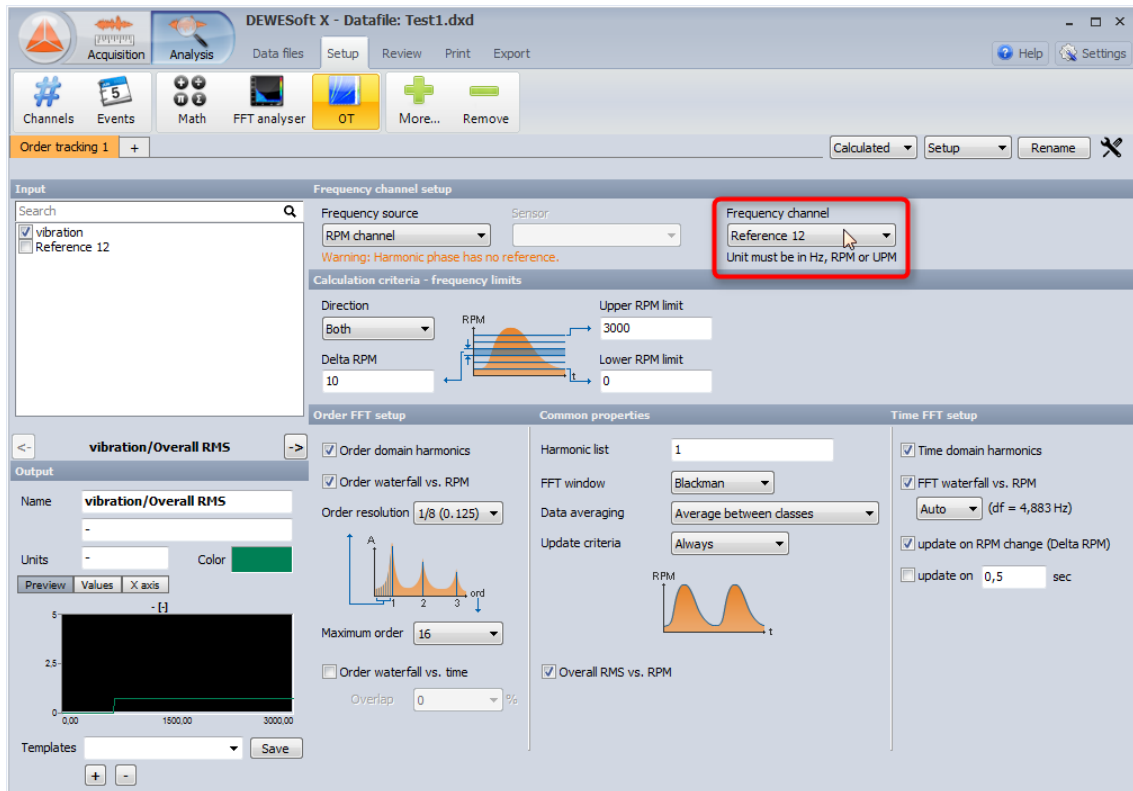 DEWESoft X - Datafile: Test1.dxd
Acquisition Analysis Data files Setup Review Print Export Help Settings
5
Channels Events Math FFT analyser OT More... Remove
Order tracking 1 + Calculated Setup Rename
Input
Search
vibration
Reference 12
Frequency channel setup
Frequency source Sensor Frequency channel
RPM channel Reference 12
Warning: Harmonic phase has no reference. Unit must be in Hz, RPM or UPM
Calculation criteria - frequency limits
Direction Upper RPM limit
Both RPM 3000
Delta RPM Lower RPM limit
10 t 0
<- vibration/Overall RMS ->
Output
Name vibration/Overall RMS
-
Units - Color
Preview Values X axis
- [-]
5
2,5
0
0,00 1500,00 3000,00
Templates Save
+ -
Order FFT setup
Order domain harmonics
Order waterfall vs. RPM
Order resolution 1/8 (0.125)
A
1 2 3 ord
Maximum order 16
Order waterfall vs. time
Overlap 0 %
Common properties
Harmonic list 1
FFT window Blackman
Data averaging Average between classes
Update criteria Always
RPM
t
Overall RMS vs. RPM
Time FFT setup
Time domain harmonics
FFT waterfall vs. RPM
Auto (df = 4,883 Hz)
update on RPM change (Delta RPM)
update on 0,5 sec